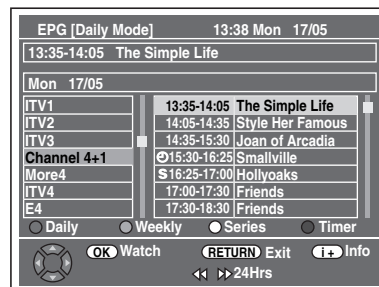 EPG [Daily Mode] 13:38 Mon 17/05
13:35-14:05 The Simple Life
Mon 17/05
ITV1 13:35-14:05 The Simple Life
ITV2 14:05-14:35 Style Her Famous
ITV3 14:35-15:30 Joan of Arcadia
Channel 4+1 15:30-16:25 Smallville
More4 S 16:25-17:00 Hollyoaks
ITV4 17:00-17:30 Friends
E4 17:30-18:30 Friends
Daily Weekly Series Timer
OK Watch RETURN Exit i+ Info
24Hrs